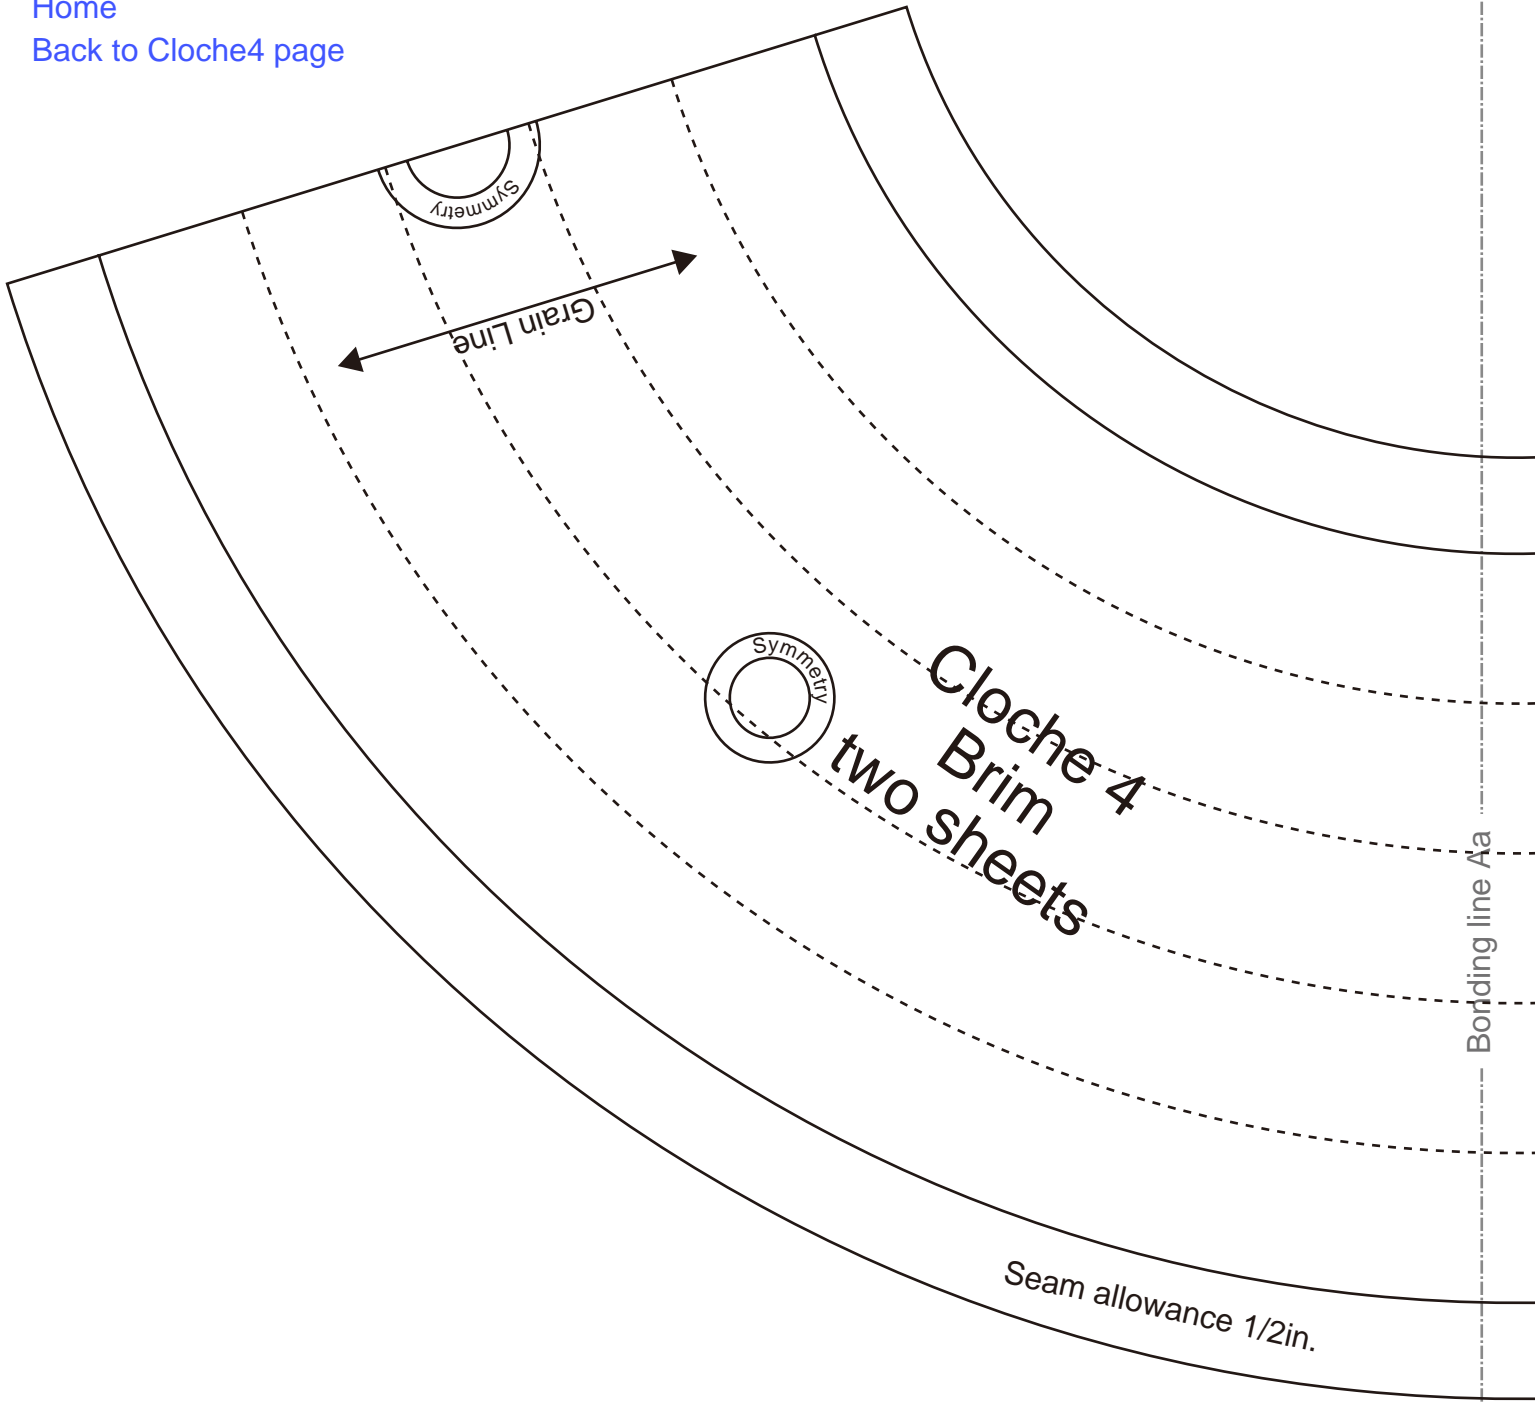 Home
Back to Cloche4 page
Symmetry
Grain Line
Symmetry
Cloche 4
Brim
two sheets
Bonding line Aa
Seam allowance 1/2in.